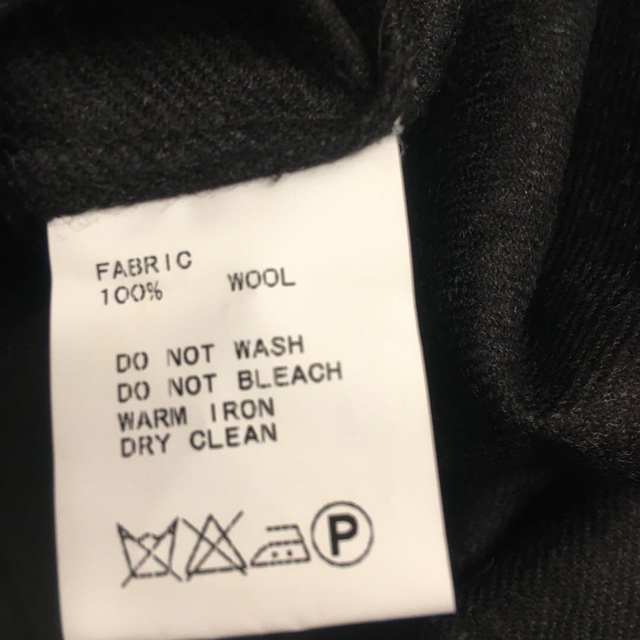 FABRIC
100% WOOL
DO NOT WASH
DO NOT BLEACH
WARM IRON
DRY CLEAN
P